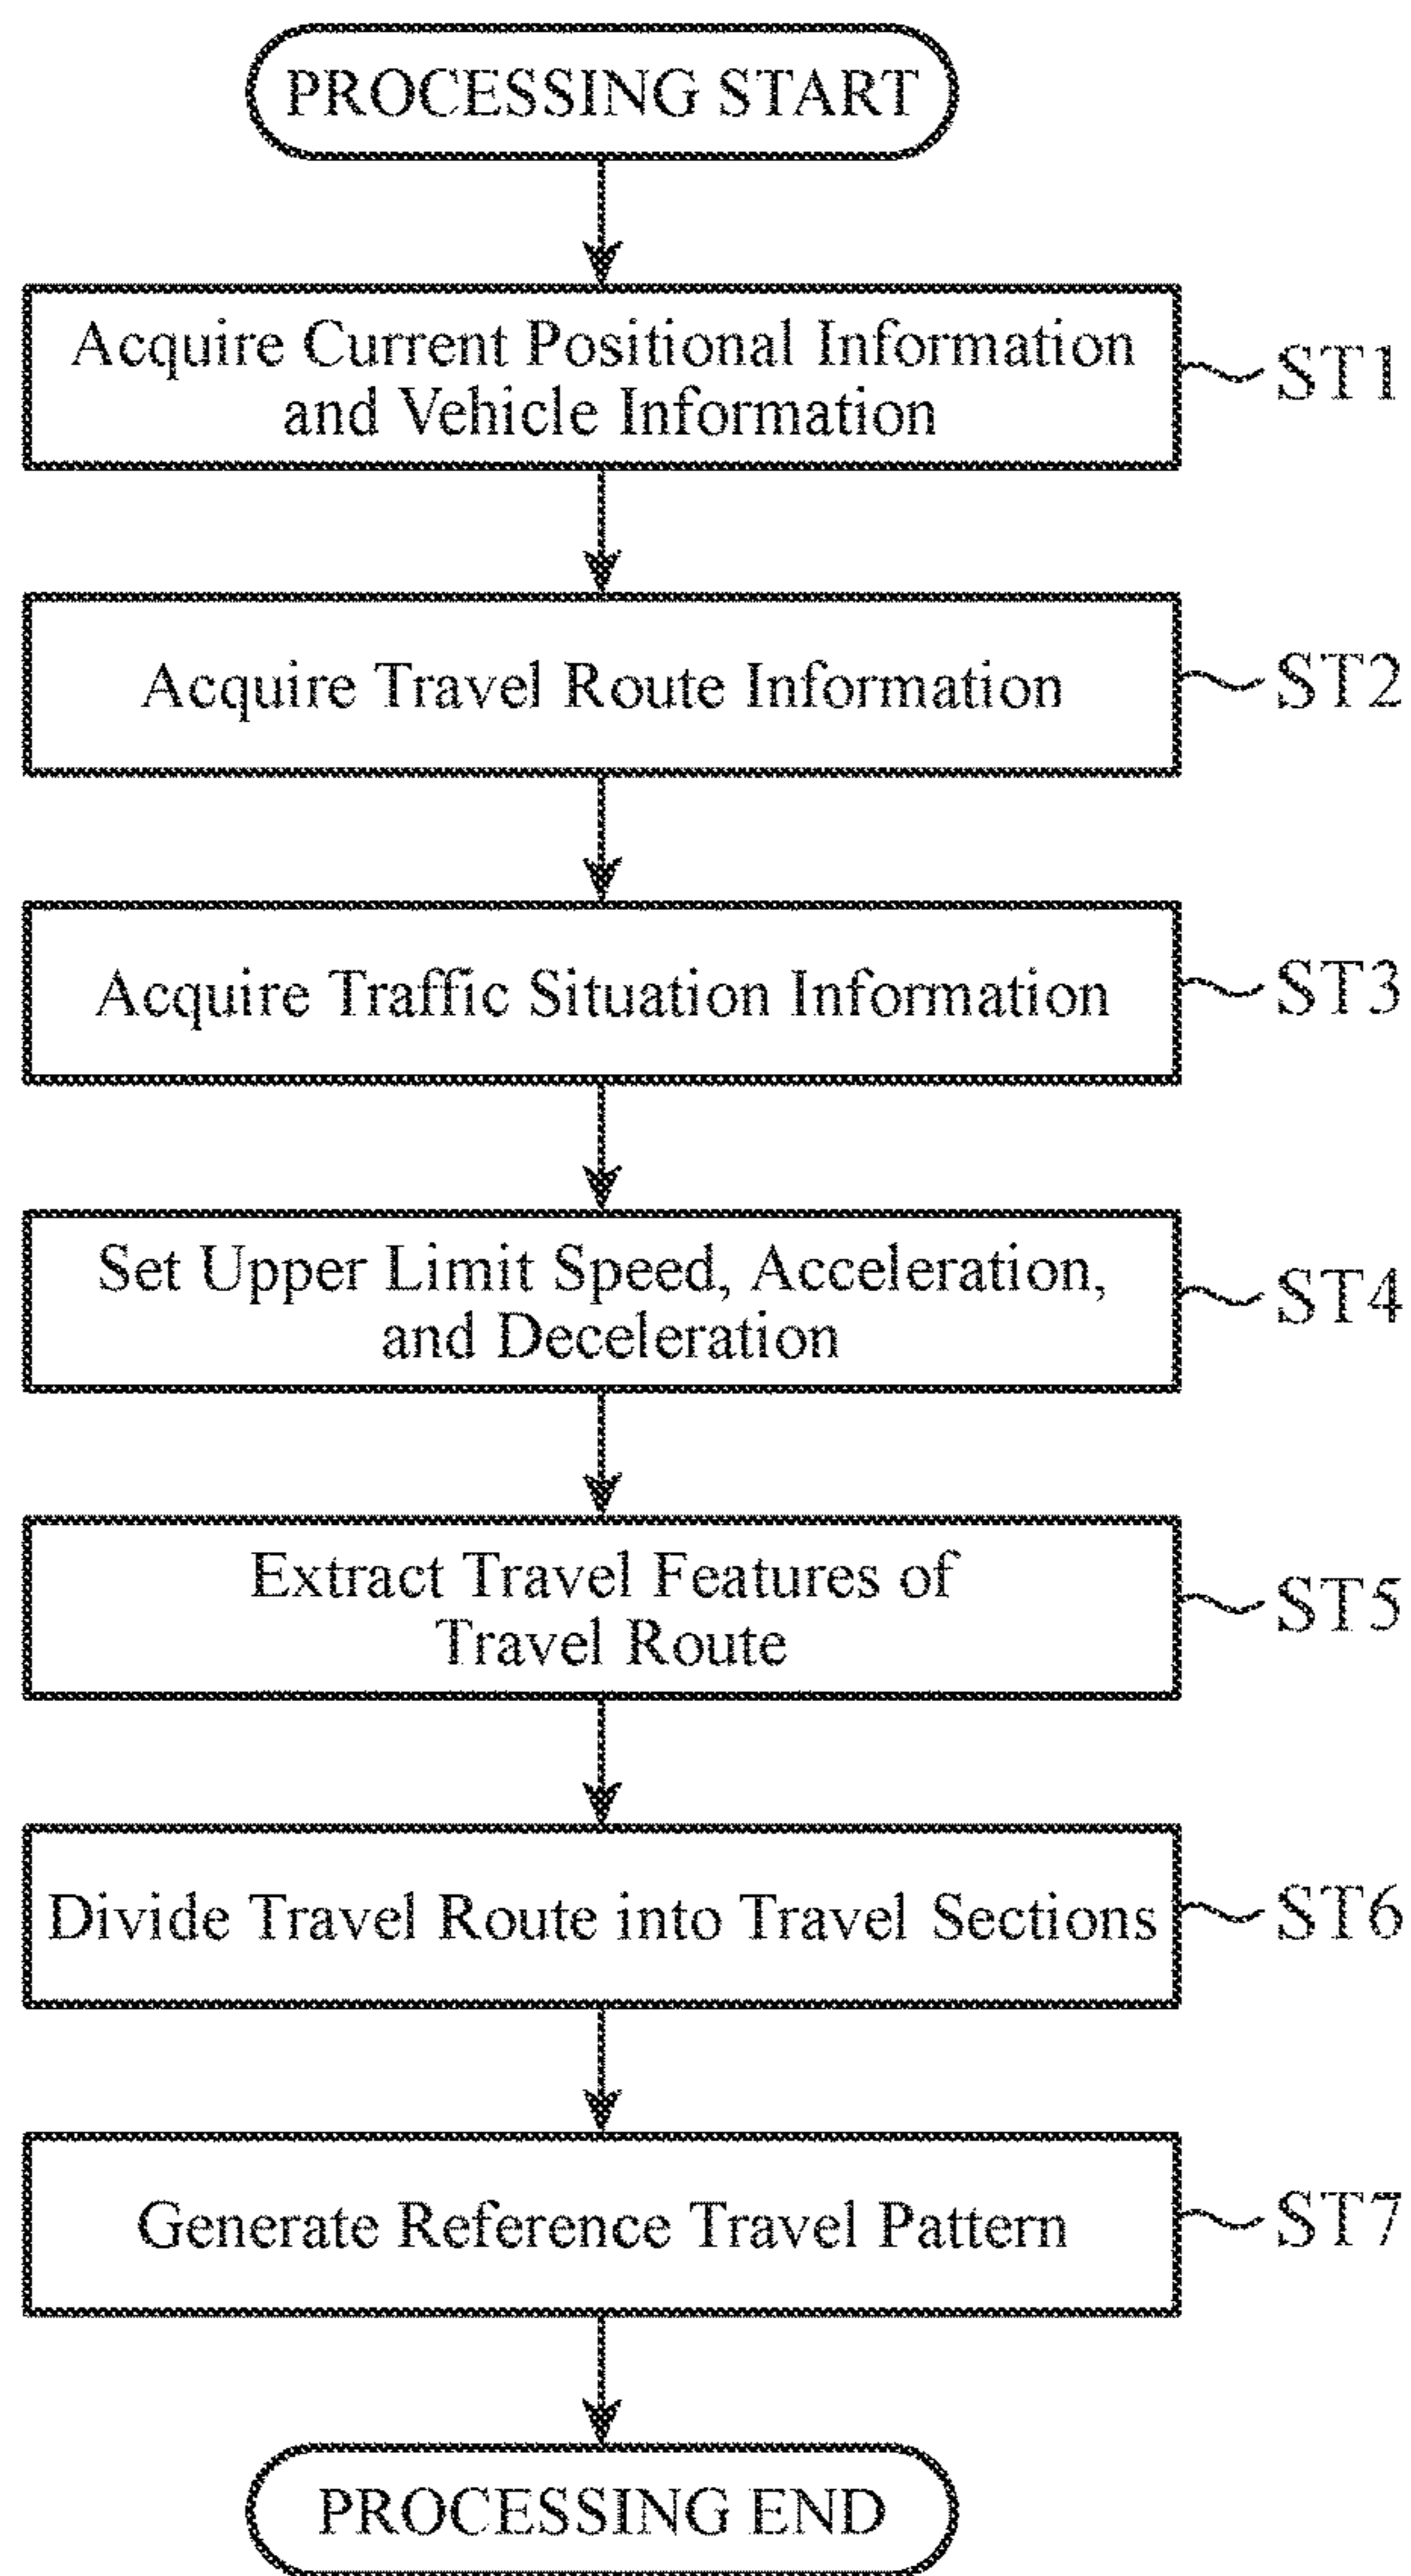 PROCESSING START
Acquire Current Positional Information
and Vehicle Information
ST1
Acquire Travel Route Information
ST2
Acquire Traffic Situation Information
ST3
Set Upper Limit Speed, Acceleration,
and Deceleration
ST4
Extract Travel Features of
Travel Route
ST5
Divide Travel Route into Travel Sections
ST6
Generate Reference Travel Pattern
ST7
PROCESSING END